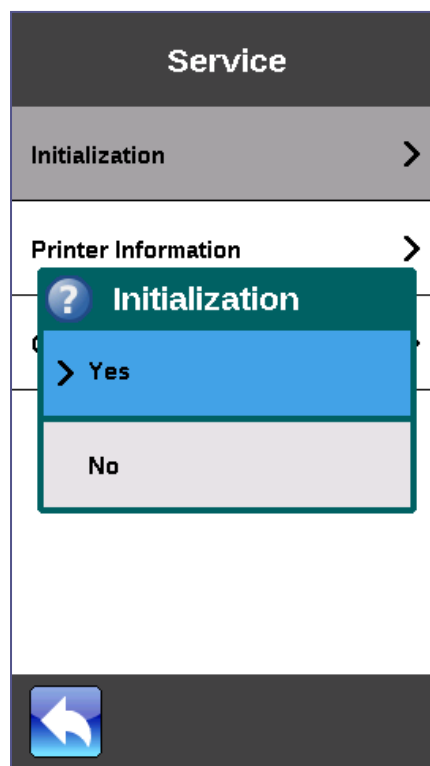 Service
Initialization
Printer Information
? Initialization
Yes
No